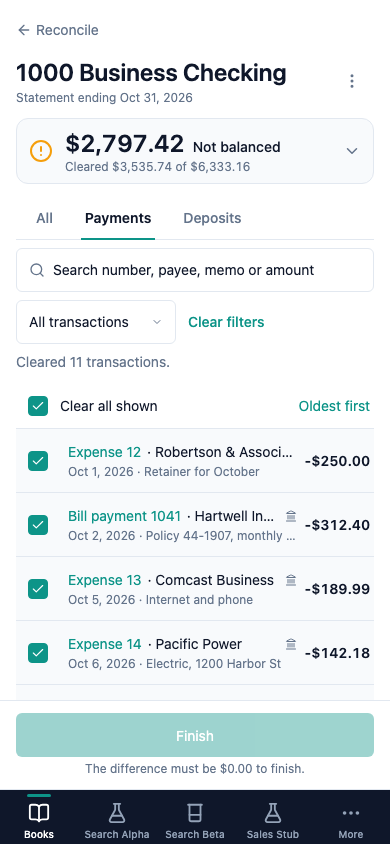 Reconcile
1000 Business Checking
Statement ending Oct 31, 2026
$2,797.42 Not balanced
Cleared $3,535.74 of $6,333.16
All Payments Deposits
Search number, payee, memo or amount
All transactions Clear filters
Cleared 11 transactions.
Clear all shown Oldest first
Expense 12 · Robertson & Associ... -$250.00
Oct 1, 2026 · Retainer for October
Bill payment 1041 · Hartwell In... -$312.40
Oct 2, 2026 · Policy 44-1907, monthly ...
Expense 13 · Comcast Business -$189.99
Oct 5, 2026 · Internet and phone
Expense 14 · Pacific Power -$142.18
Oct 6, 2026 · Electric, 1200 Harbor St
Finish
The difference must be $0.00 to finish.
Books Search Alpha Search Beta Sales Stub More